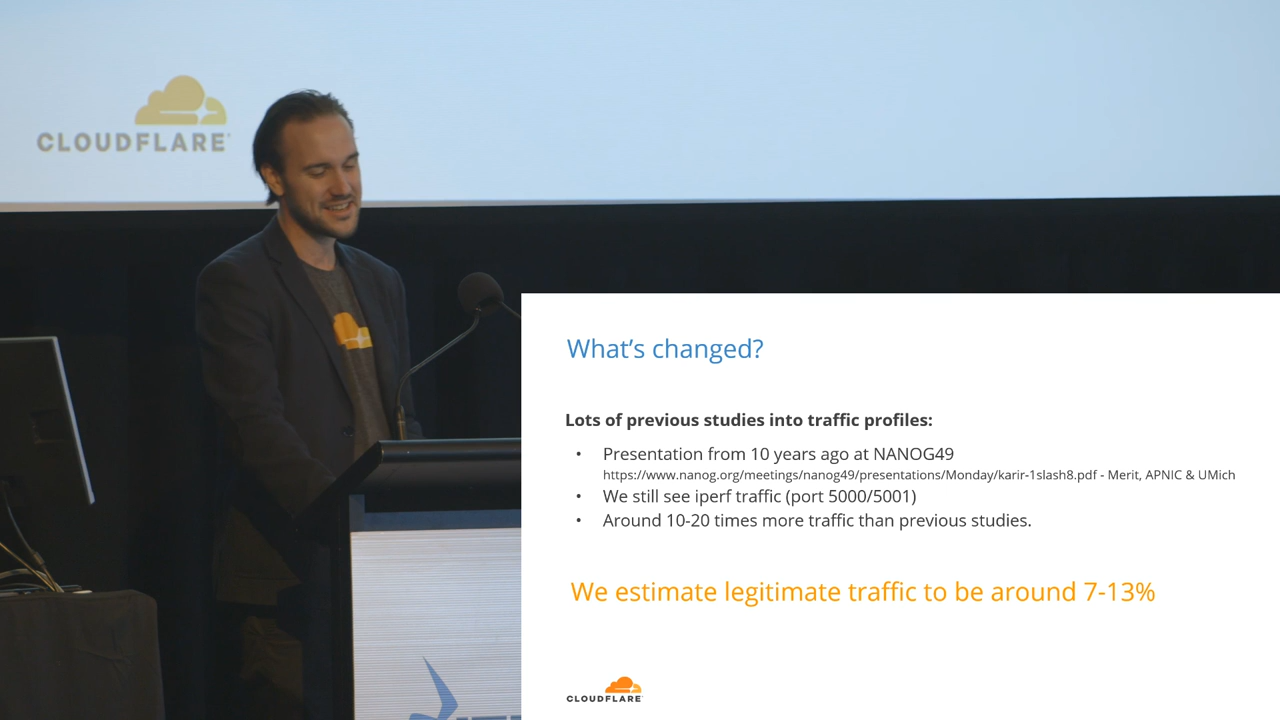 CLOUDFLARE
What's changed?
Lots of previous studies into traffic profiles:
• Presentation from 10 years ago at NANOG49
https://www.nanog.org/meetings/nanog49/presentations/Monday/karir-1slash8.pdf - Merit, APNIC & UMich
• We still see iperf traffic (port 5000/5001)
• Around 10-20 times more traffic than previous studies.
We estimate legitimate traffic to be around 7-13%
CLOUDFLARE